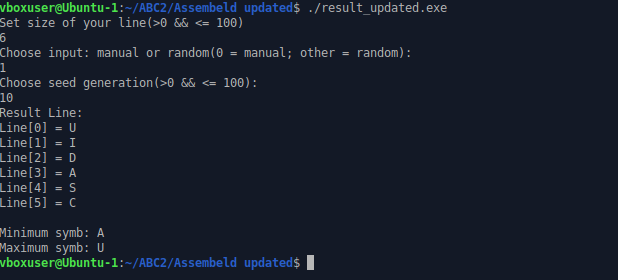 vboxuser@Ubuntu-1:~/ABC2/Assembeld updated$ ./result_updated.exe
Set size of your line(>0 && <= 100)
6
Choose input: manual or random(0 = manual; other = random):
1
Choose seed generation(>0 && <= 100):
10
Result Line:
Line[0] = U
Line[1] = I
Line[2] = D
Line[3] = A
Line[4] = S
Line[5] = C
Minimum symb: A
Maximum symb: U
vboxuser@Ubuntu-1:~/ABC2/Assembeld updated$